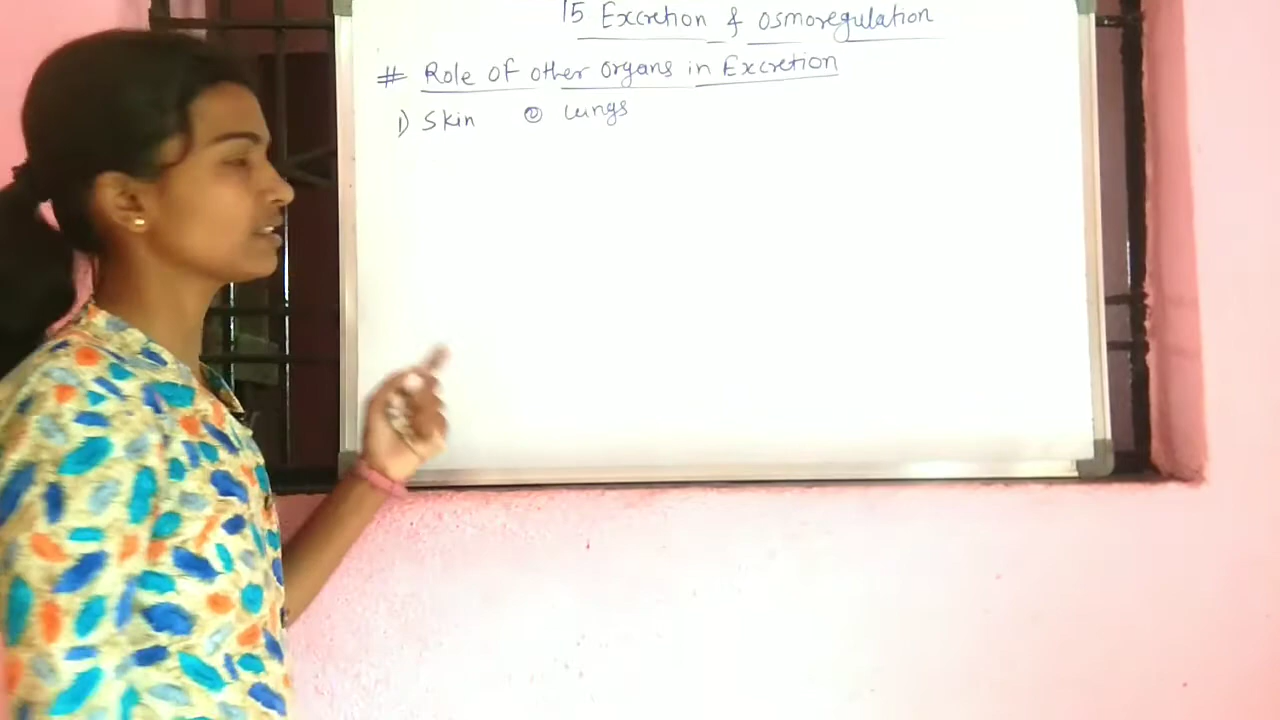 15 Excretion & osmoregulation
# Role of other organs in Excretion
1) Skin ② Lungs